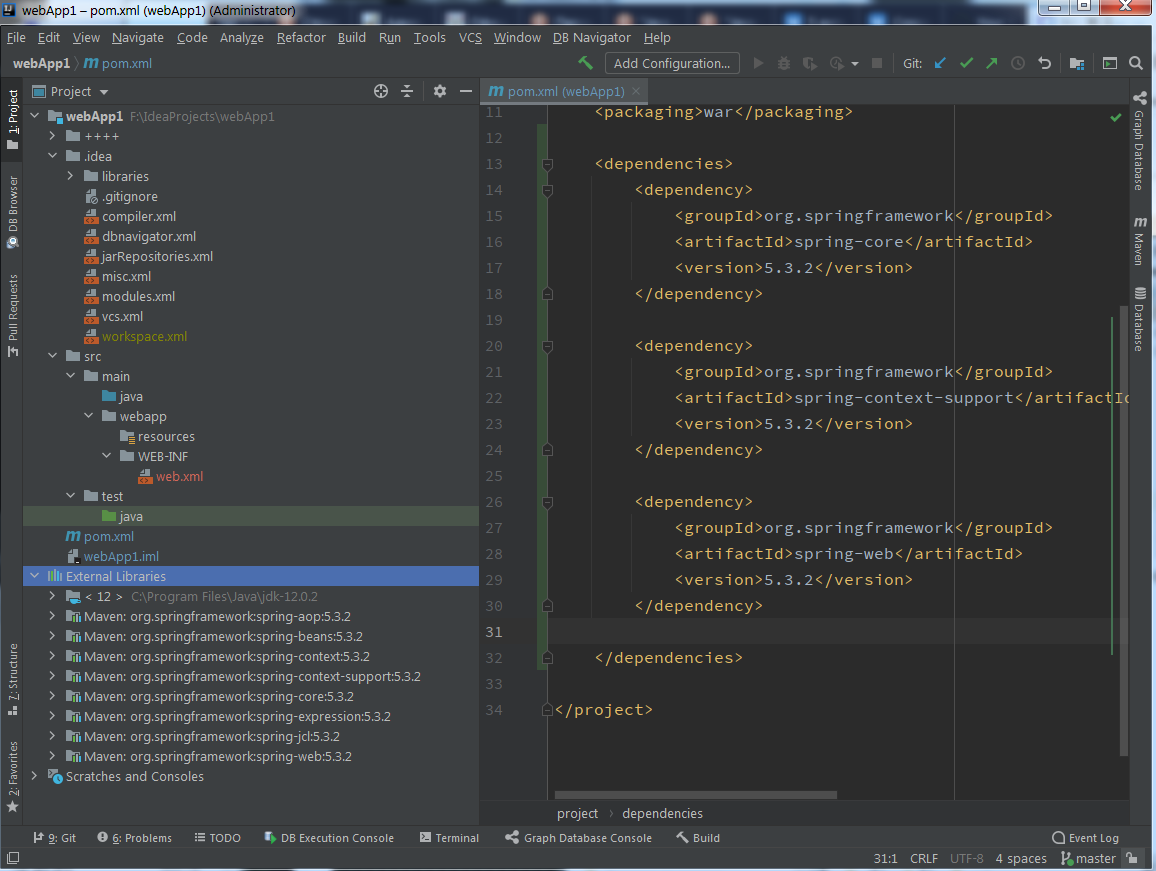 webApp1 – pom.xml (webApp1) (Administrator)
File Edit View Navigate Code Analyze Refactor Build Run Tools VCS Window DB Navigator Help
webApp1 pom.xml Add Configuration... Git:
1: Project
DB Browser
Pull Requests
7: Structure
2: Favorites
Project
webApp1 F:\IdeaProjects\webApp1
++++
.idea
libraries
.gitignore
compiler.xml
dbnavigator.xml
jarRepositories.xml
misc.xml
modules.xml
vcs.xml
workspace.xml
src
main
java
webapp
resources
WEB-INF
web.xml
test
java
pom.xml
webApp1.iml
External Libraries
< 12 > C:\Program Files\Java\jdk-12.0.2
Maven: org.springframework:spring-aop:5.3.2
Maven: org.springframework:spring-beans:5.3.2
Maven: org.springframework:spring-context:5.3.2
Maven: org.springframework:spring-context-support:5.3.2
Maven: org.springframework:spring-core:5.3.2
Maven: org.springframework:spring-expression:5.3.2
Maven: org.springframework:spring-jcl:5.3.2
Maven: org.springframework:spring-web:5.3.2
Scratches and Consoles
pom.xml (webApp1)
11 <packaging>war</packaging>
12
13 <dependencies>
14 <dependency>
15 <groupId>org.springframework</groupId>
16 <artifactId>spring-core</artifactId>
17 <version>5.3.2</version>
18 </dependency>
19
20 <dependency>
21 <groupId>org.springframework</groupId>
22 <artifactId>spring-context-support</artifactId
23 <version>5.3.2</version>
24 </dependency>
25
26 <dependency>
27 <groupId>org.springframework</groupId>
28 <artifactId>spring-web</artifactId>
29 <version>5.3.2</version>
30 </dependency>
31
32 </dependencies>
33
34 </project>
project dependencies
Graph Database
Maven
Database
9: Git 6: Problems TODO DB Execution Console Terminal Graph Database Console Build Event Log
31:1 CRLF UTF-8 4 spaces master